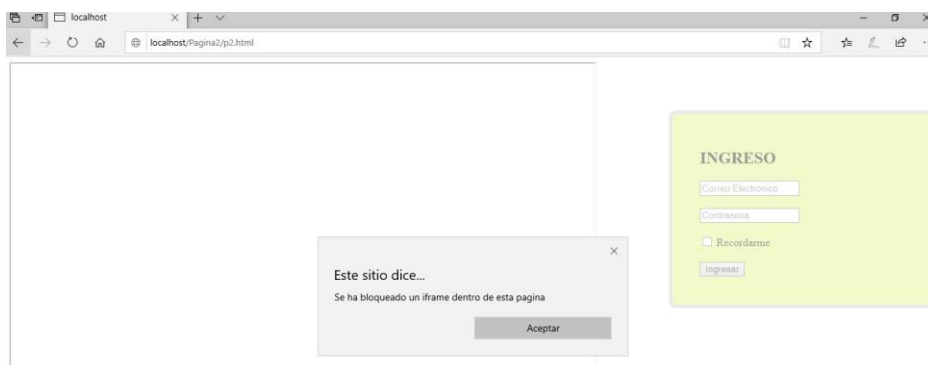 localhost
localhost/Pagina2/p2.html
INGRESO
Correo Electronico
Contrasena
Recordarme
Ingresar
Este sitio dice...
Se ha bloqueado un iframe dentro de esta pagina
Aceptar